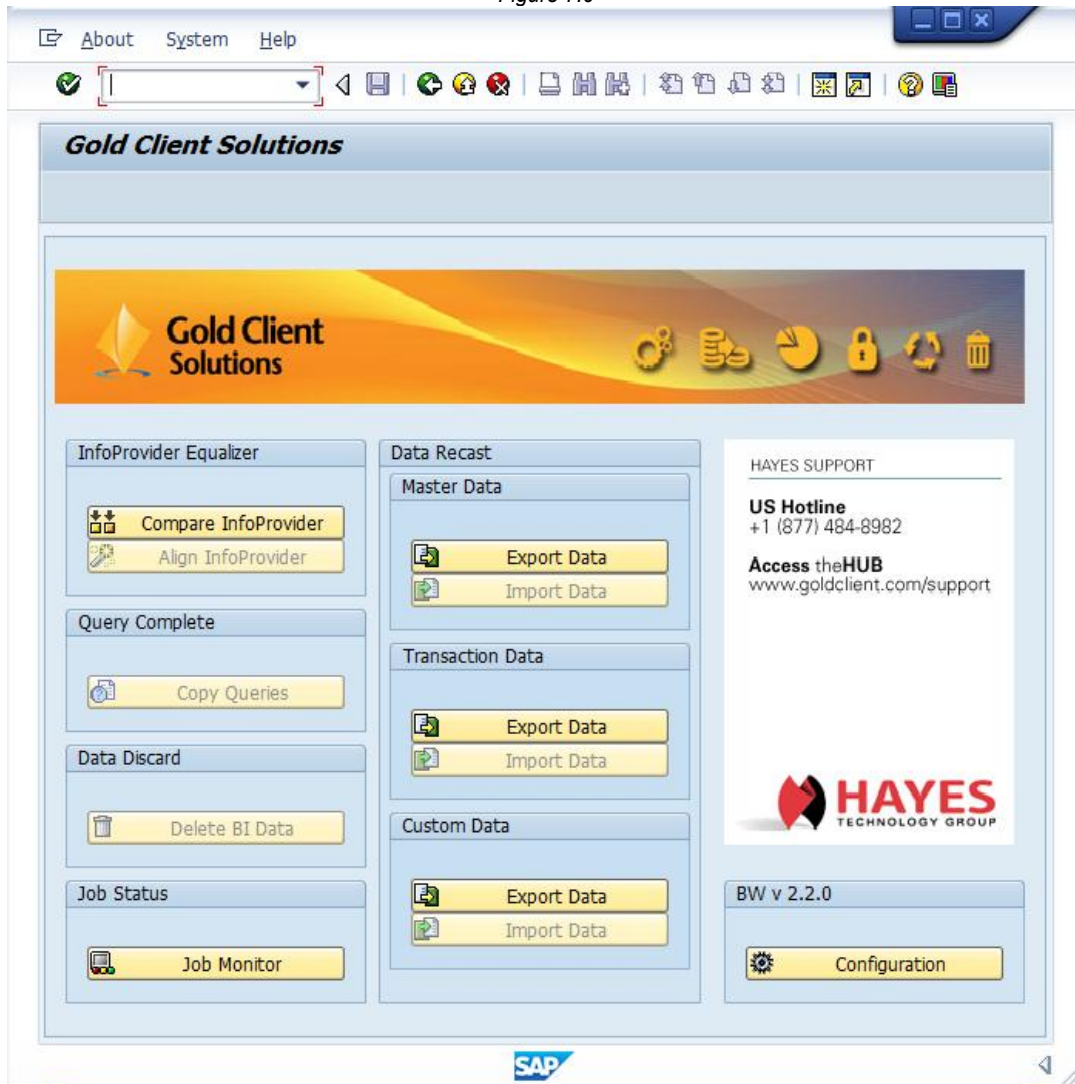 About System Help
Gold Client Solutions
Gold Client
Solutions
InfoProvider Equalizer
Compare InfoProvider
Align InfoProvider
Query Complete
Copy Queries
Data Discard
Delete BI Data
Job Status
Job Monitor
Data Recast
Master Data
Export Data
Import Data
Transaction Data
Export Data
Import Data
Custom Data
Export Data
Import Data
HAYES SUPPORT
US Hotline
+1 (877) 484-8982
Access theHUB
www.goldclient.com/support
HAYES
TECHNOLOGY GROUP
BW v 2.2.0
Configuration
SAP